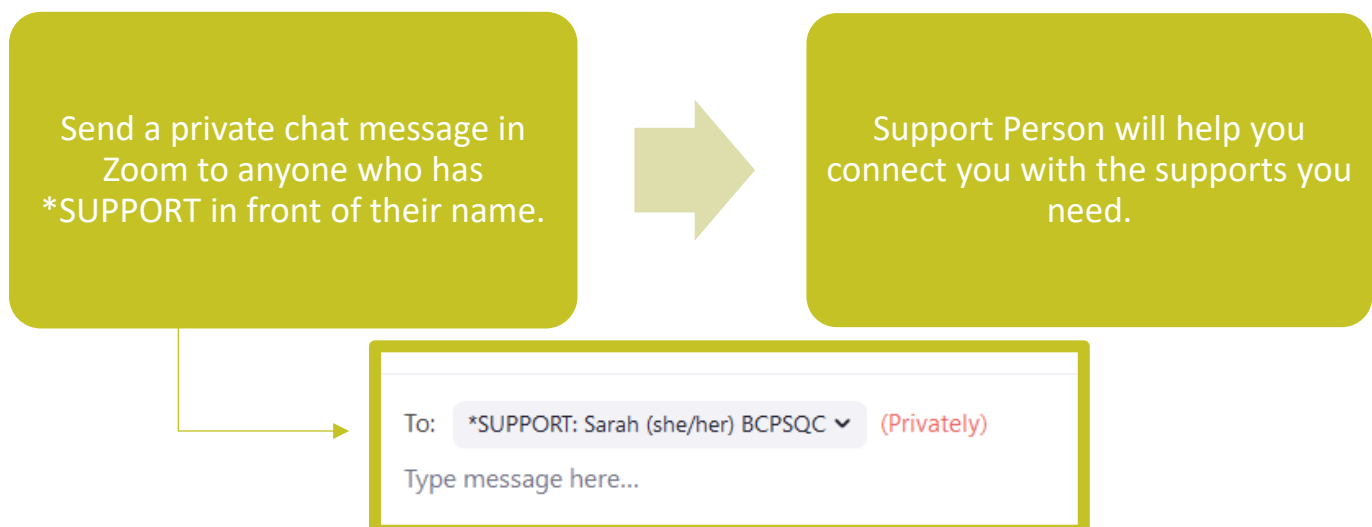 Send a private chat message in
Zoom to anyone who has
*SUPPORT in front of their name.
Support Person will help you
connect you with the supports you
need.
To: *SUPPORT: Sarah (she/her) BCPSQC (Privately)
Type message here...